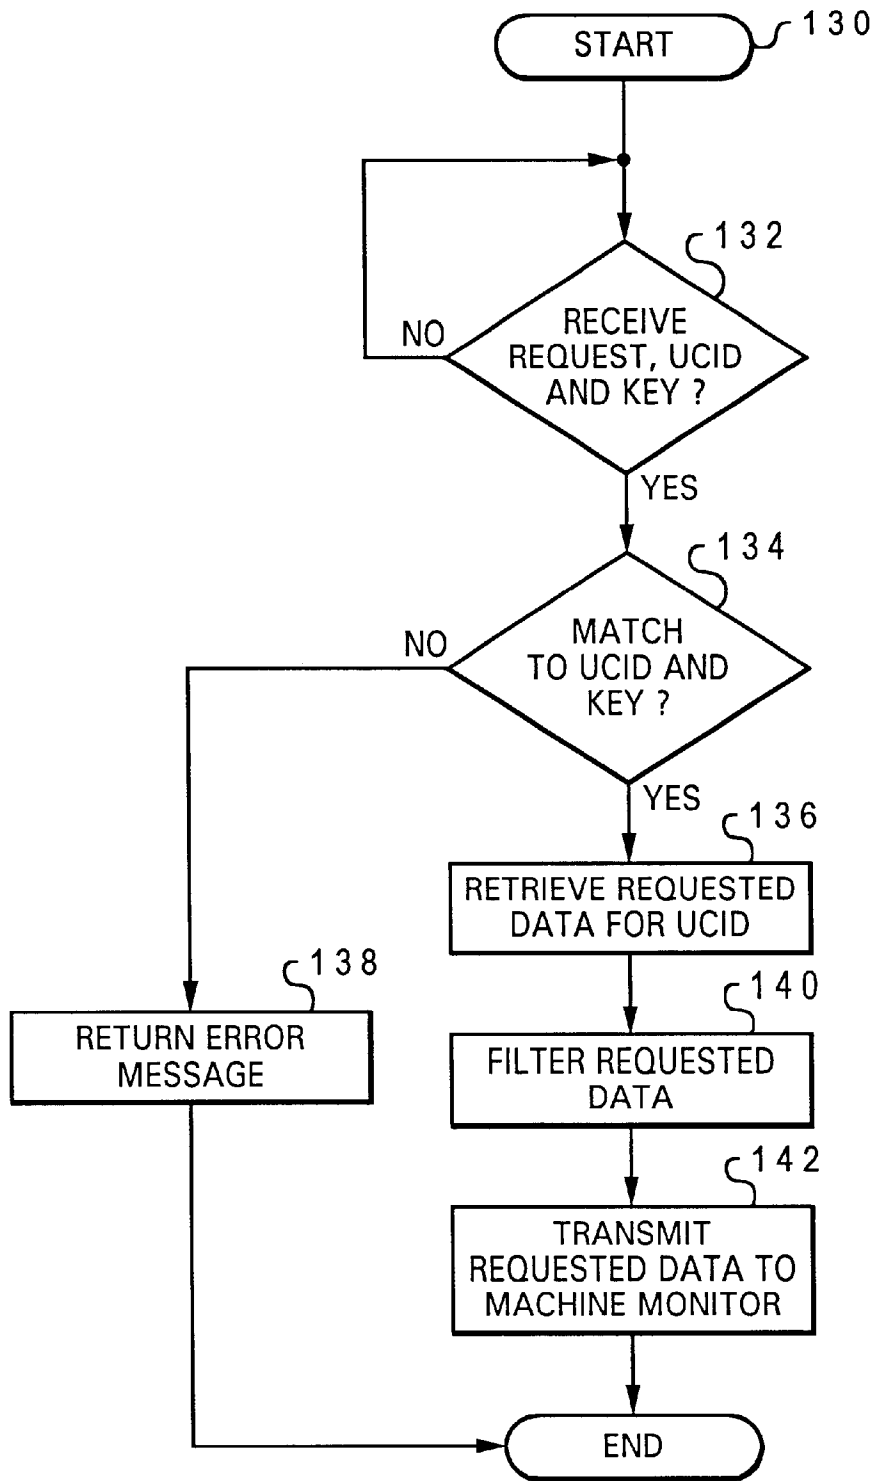 START
130
132
RECEIVE
REQUEST, UCID
AND KEY ?
NO
YES
134
MATCH
TO UCID AND
KEY ?
NO
YES
136
RETRIEVE REQUESTED
DATA FOR UCID
138
RETURN ERROR
MESSAGE
140
FILTER REQUESTED
DATA
142
TRANSMIT
REQUESTED DATA TO
MACHINE MONITOR
END